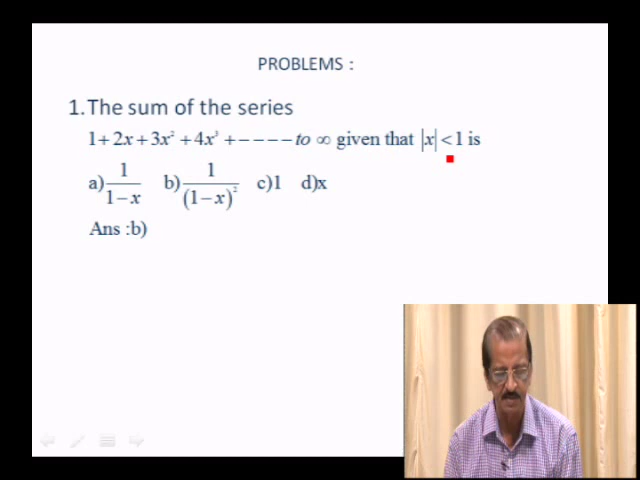 PROBLEMS :
1.The sum of the series
1+2x+3x²+4x³+−−−−to ∞ given that |x|<1 is
a) 1/(1−x) b) 1/(1−x)² c)1 d)x
Ans :b)